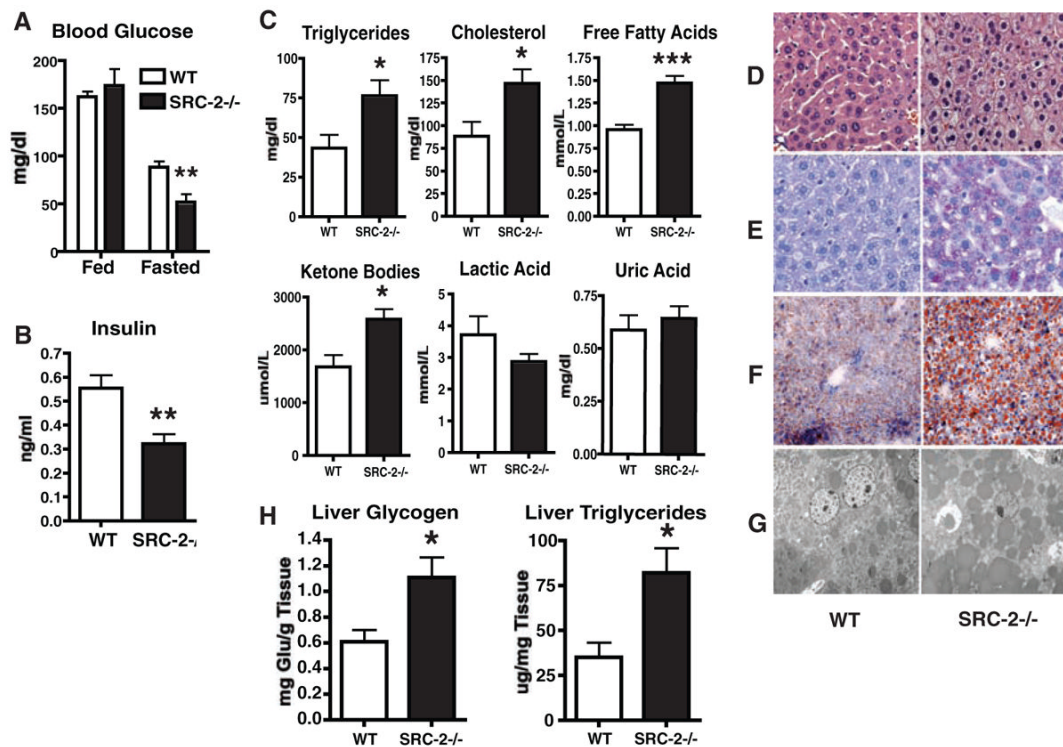 A
Blood Glucose
mg/dl
200
150
100
50
0
WT
SRC-2-/-
**
Fed
Fasted
B
Insulin
ng/ml
0.7
0.6
0.5
0.4
0.3
0.2
0.1
0.0
**
WT
SRC-2-/
C
Triglycerides
mg/dl
100
75
50
25
0
*
WT
SRC-2-/-
Cholesterol
mg/dl
200
175
150
125
100
75
50
25
0
*
WT
SRC-2-/-
Free Fatty Acids
mmol/L
2.00
1.75
1.50
1.25
1.00
0.75
0.50
0.25
0.00
***
WT
SRC-2-/-
Ketone Bodies
umol/L
3000
2000
1000
0
*
WT
SRC-2-/-
Lactic Acid
mmol/L
5
4
3
2
1
0
WT
SRC-2-/-
Uric Acid
mg/dl
0.75
0.50
0.25
0.00
WT
SRC-2-/-
H
Liver Glycogen
mg Glu/g Tissue
1.4
1.2
1.0
0.8
0.6
0.4
0.2
0.0
*
WT
SRC-2-/-
Liver Triglycerides
ug/mg Tissue
100
75
50
25
0
*
WT
SRC-2-/-
D
E
F
G
WT
SRC-2-/-